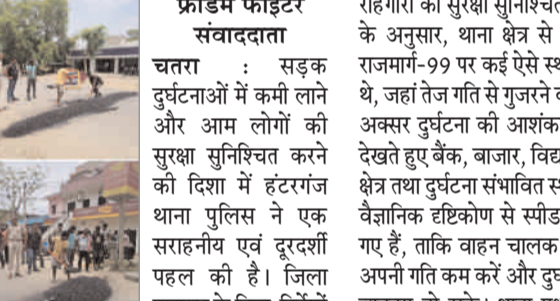 फ्रीडम फाइटर
संवाददाता
चतरा : सड़क
दुर्घटनाओं में कमी लाने
और आम लोगों की
सुरक्षा सुनिश्चित करने
की दिशा में हंटरगंज
थाना पुलिस ने एक
सराहनीय एवं दूरदर्शी
पहल की है। जिला
राहगीरों की सुरक्षा
के अनुसार, थाना क्षेत्र से
राजमार्ग-99 पर कई ऐसे
थे, जहां तेज गति से गुजरने
अक्सर दुर्घटना की
देखते हुए बैंक, बाजार,
क्षेत्र तथा दुर्घटना संभावित
वैज्ञानिक दृष्टिकोण से
गए हैं, ताकि वाहन चालक
अपनी गति कम करें और